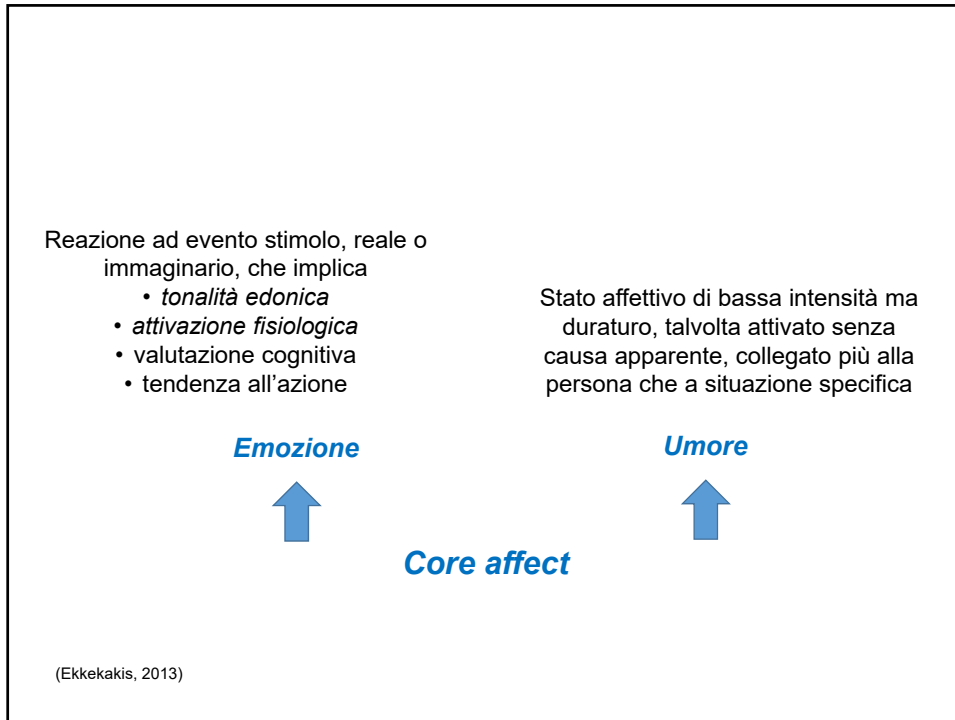 Reazione ad evento stimolo, reale o
immaginario, che implica
• tonalità edonica
• attivazione fisiologica
• valutazione cognitiva
• tendenza all'azione
Emozione
Stato affettivo di bassa intensità ma
duraturo, talvolta attivato senza
causa apparente, collegato più alla
persona che a situazione specifica
Umore
Core affect
(Ekkekakis, 2013)